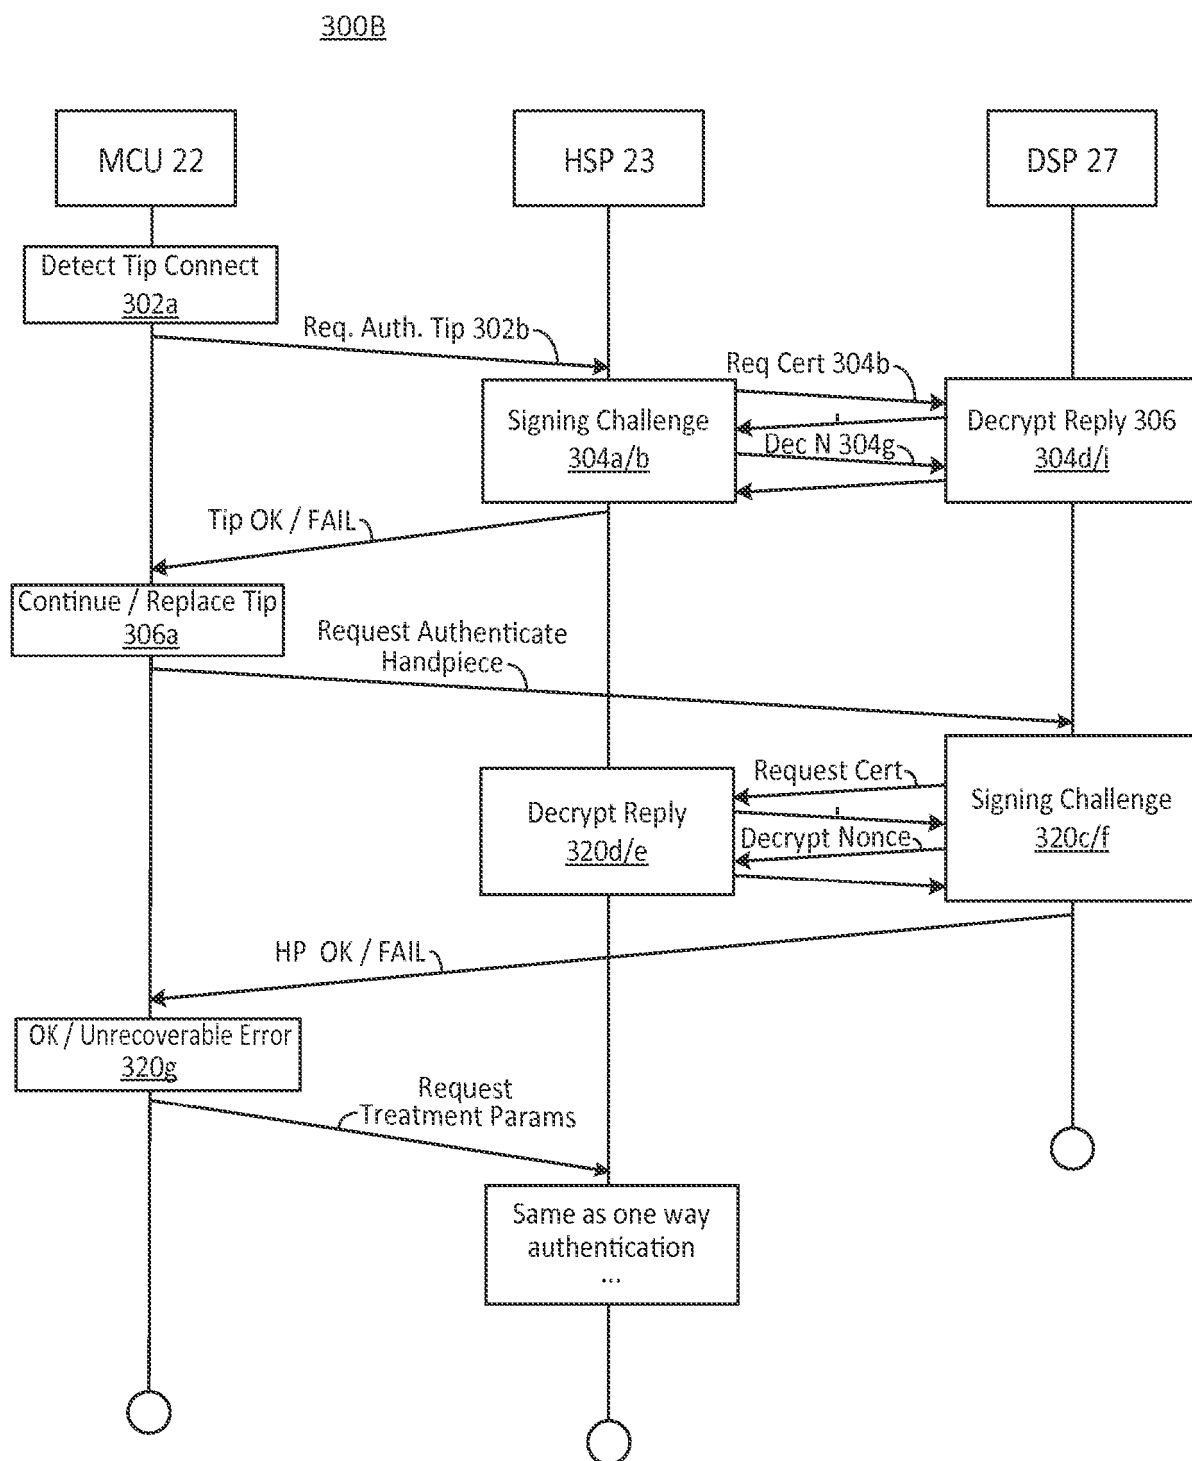 300B
MCU 22
HSP 23
DSP 27
Detect Tip Connect
302a
Req. Auth. Tip 302b
Req Cert 304b
Signing Challenge
304a/b
Decrypt Reply 306
304d/i
Dec N 304g
Tip OK / FAIL
Continue / Replace Tip
306a
Request Authenticate
Handpiece
Request Cert
Decrypt Reply
320d/e
Signing Challenge
320c/f
Decrypt Nonce
HP OK / FAIL
OK / Unrecoverable Error
320g
Request
Treatment Params
Same as one way
authentication
...